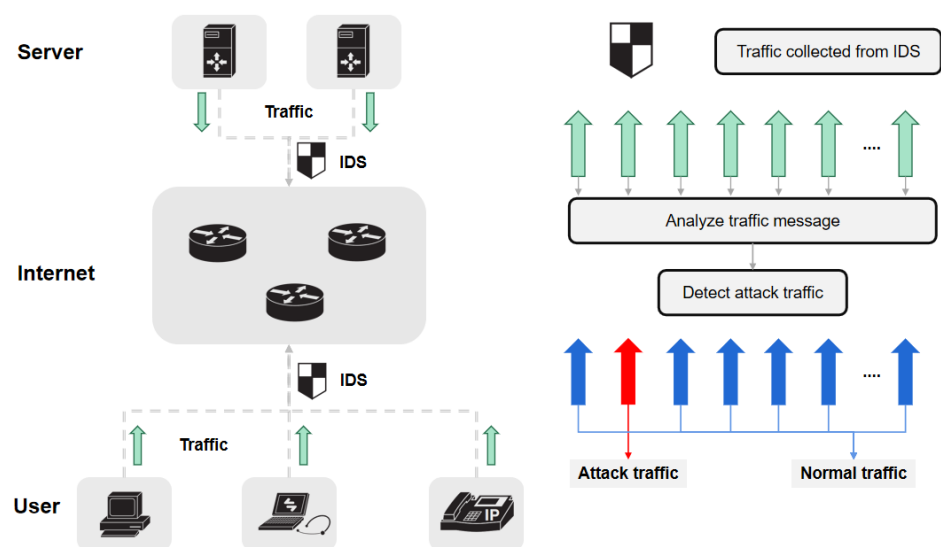 Server
Traffic
IDS
Internet
IDS
Traffic
User
IP
Traffic collected from IDS
....
Analyze traffic message
Detect attack traffic
....
Attack traffic
Normal traffic